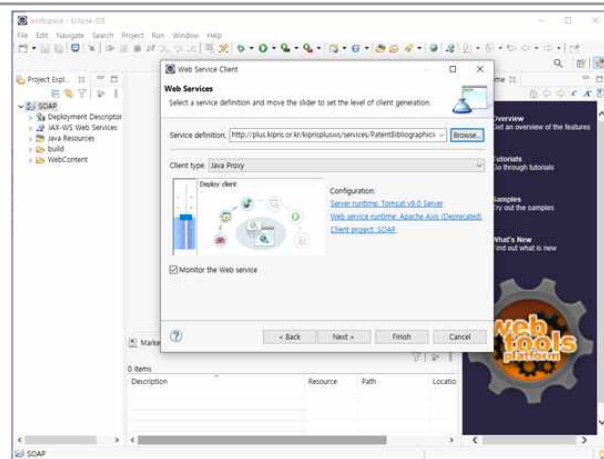 workspace - Eclipse IDE
File Edit Navigate Search Project Run Window Help
Project Expl...
SOAP
Deployment Descriptor
JAX-WS Web Services
Java Resources
build
WebContent
Web Service Client
Web Services
Select a service definition and move the slider to set the level of client generation.
Service definition: http://plus.kipris.or.kr/kipris​plusws/services/PatentBibliographic
Browse...
Client type: Java Proxy
Deploy client
Configuration:
Server runtime: Tomcat v9.0 Server
Web service runtime: Apache Axis (Deprecated)
Client project: SOAP
Monitor the Web service
< Back Next > Finish Cancel
Overview
Get an overview of the features
Tutorials
Go through tutorials
Samples
Try out the samples
What's New
Find out what is new
web
tools
platform
Marke
0 items
Description Resource Path Locatio
SOAP